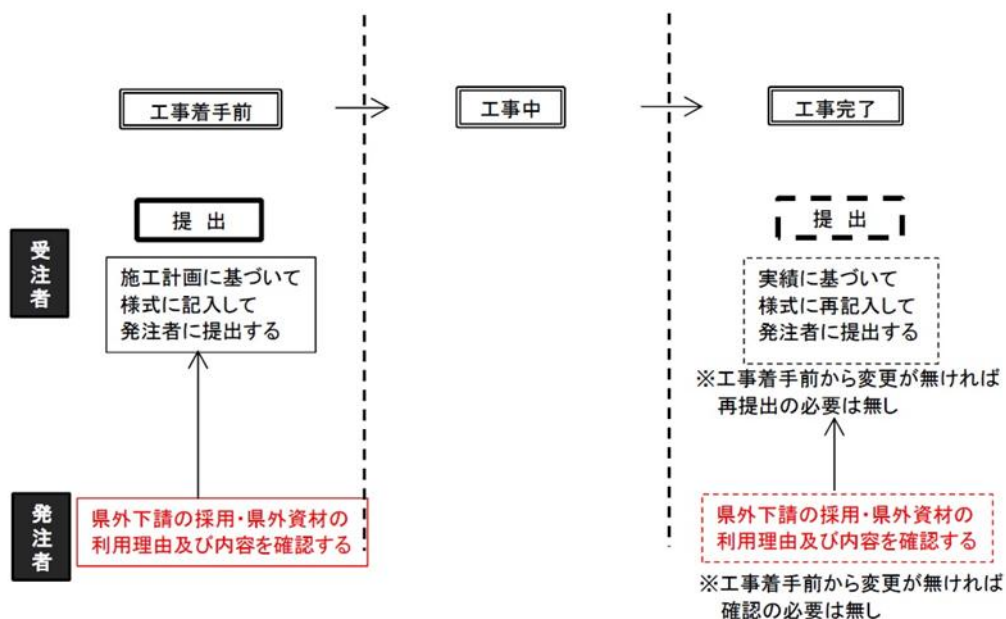 工事着手前
工事中
工事完了
受注者
提 出
施工計画に基づいて
様式に記入して
発注者に提出する
提 出
実績に基づいて
様式に再記入して
発注者に提出する
※工事着手前から変更が無ければ
再提出の必要は無し
発注者
県外下請の採用・県外資材の
利用理由及び内容を確認する
県外下請の採用・県外資材の
利用理由及び内容を確認する
※工事着手前から変更が無ければ
確認の必要は無し